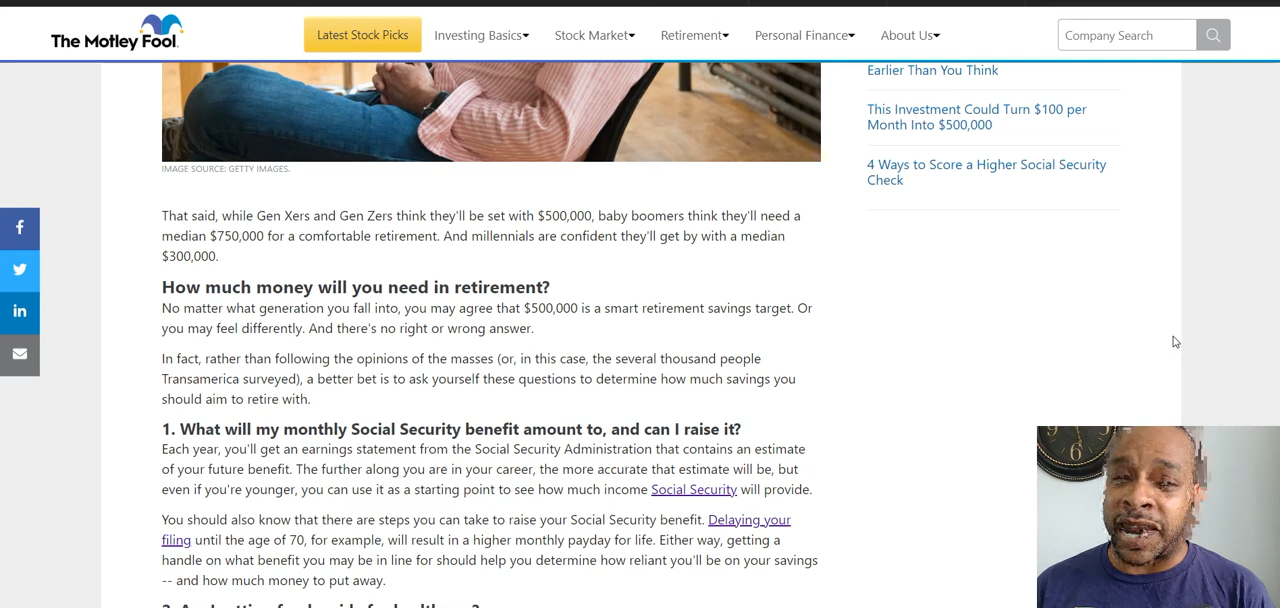 The Motley Fool.
Latest Stock Picks
Investing Basics
Stock Market
Retirement
Personal Finance
About Us
Company Search
Earlier Than You Think
This Investment Could Turn $100 per
Month Into $500,000
4 Ways to Score a Higher Social Security
Check
IMAGE SOURCE: GETTY IMAGES.
That said, while Gen Xers and Gen Zers think they'll be set with $500,000, baby boomers think they'll need a
median $750,000 for a comfortable retirement. And millennials are confident they'll get by with a median
$300,000.
How much money will you need in retirement?
No matter what generation you fall into, you may agree that $500,000 is a smart retirement savings target. Or
you may feel differently. And there's no right or wrong answer.
In fact, rather than following the opinions of the masses (or, in this case, the several thousand people
Transamerica surveyed), a better bet is to ask yourself these questions to determine how much savings you
should aim to retire with.
1. What will my monthly Social Security benefit amount to, and can I raise it?
Each year, you'll get an earnings statement from the Social Security Administration that contains an estimate
of your future benefit. The further along you are in your career, the more accurate that estimate will be, but
even if you're younger, you can use it as a starting point to see how much income Social Security will provide.
You should also know that there are steps you can take to raise your Social Security benefit. Delaying your
filing until the age of 70, for example, will result in a higher monthly payday for life. Either way, getting a
handle on what benefit you may be in line for should help you determine how reliant you'll be on your savings
-- and how much money to put away.